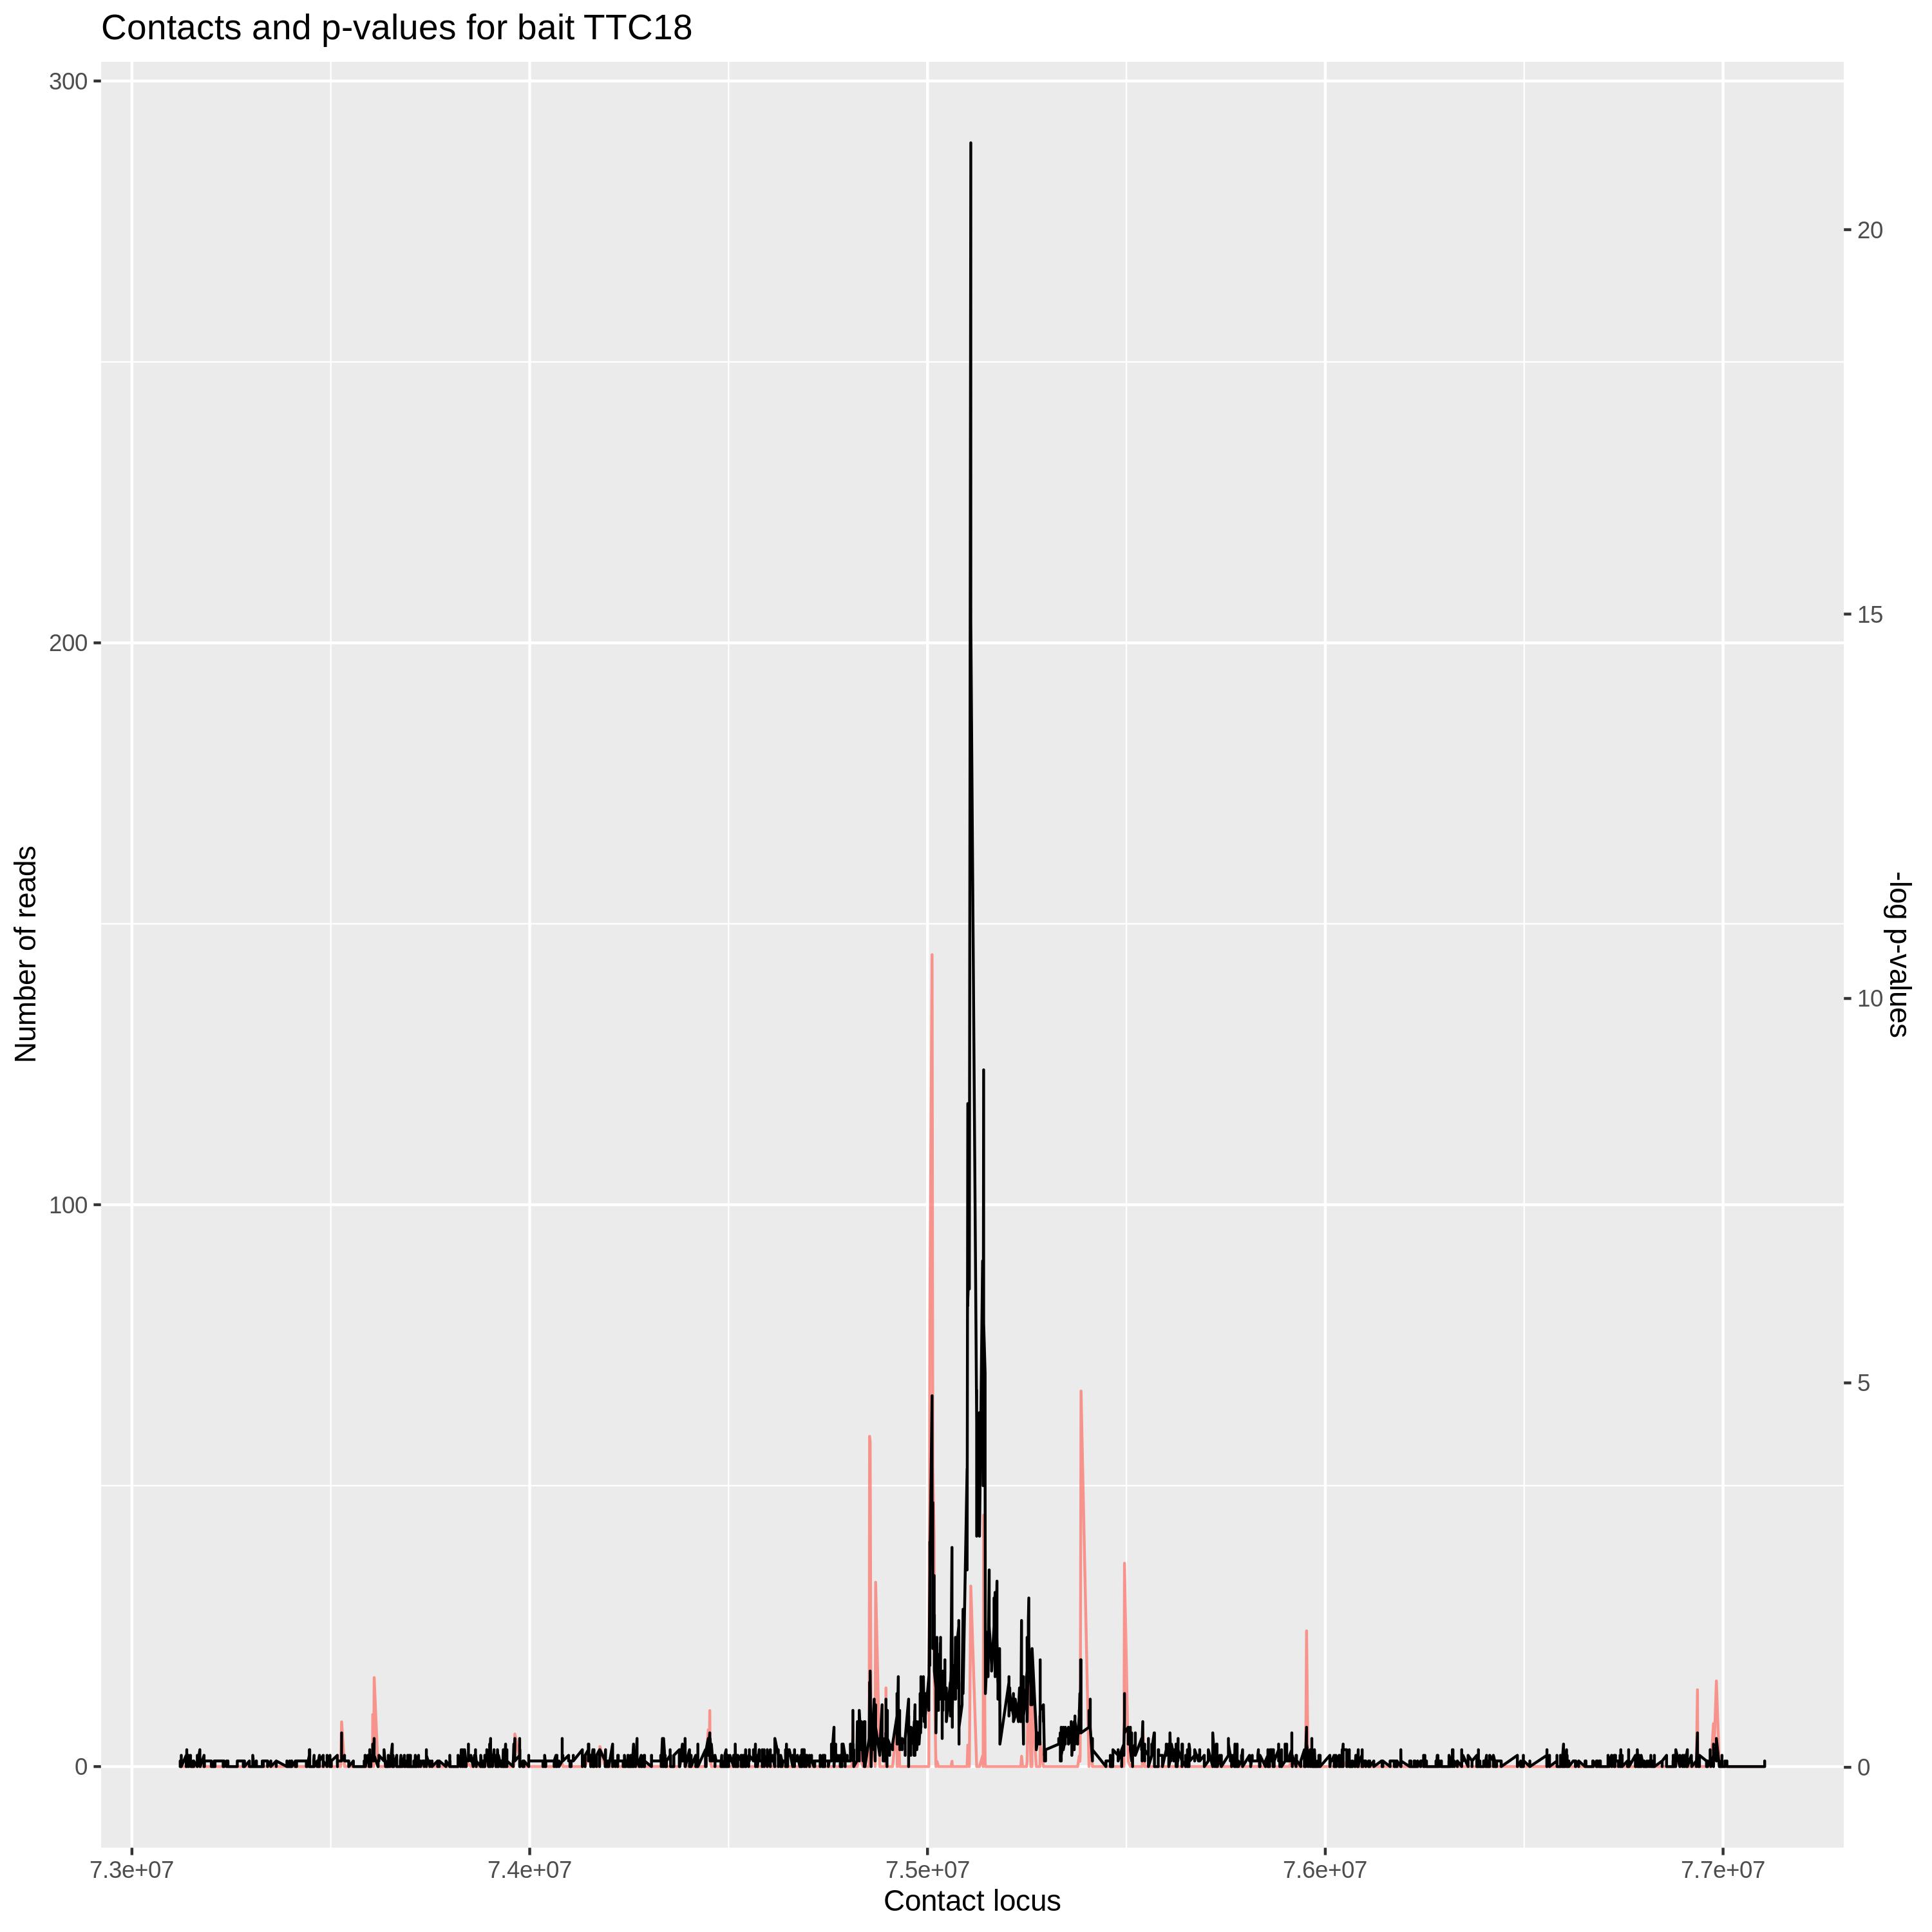 Contacts and p-values for bait TTC18
300
200
100
0
Number of reads
20
15
10
5
0
-log p-values
7.3e+07
7.4e+07
7.5e+07
7.6e+07
7.7e+07
Contact locus